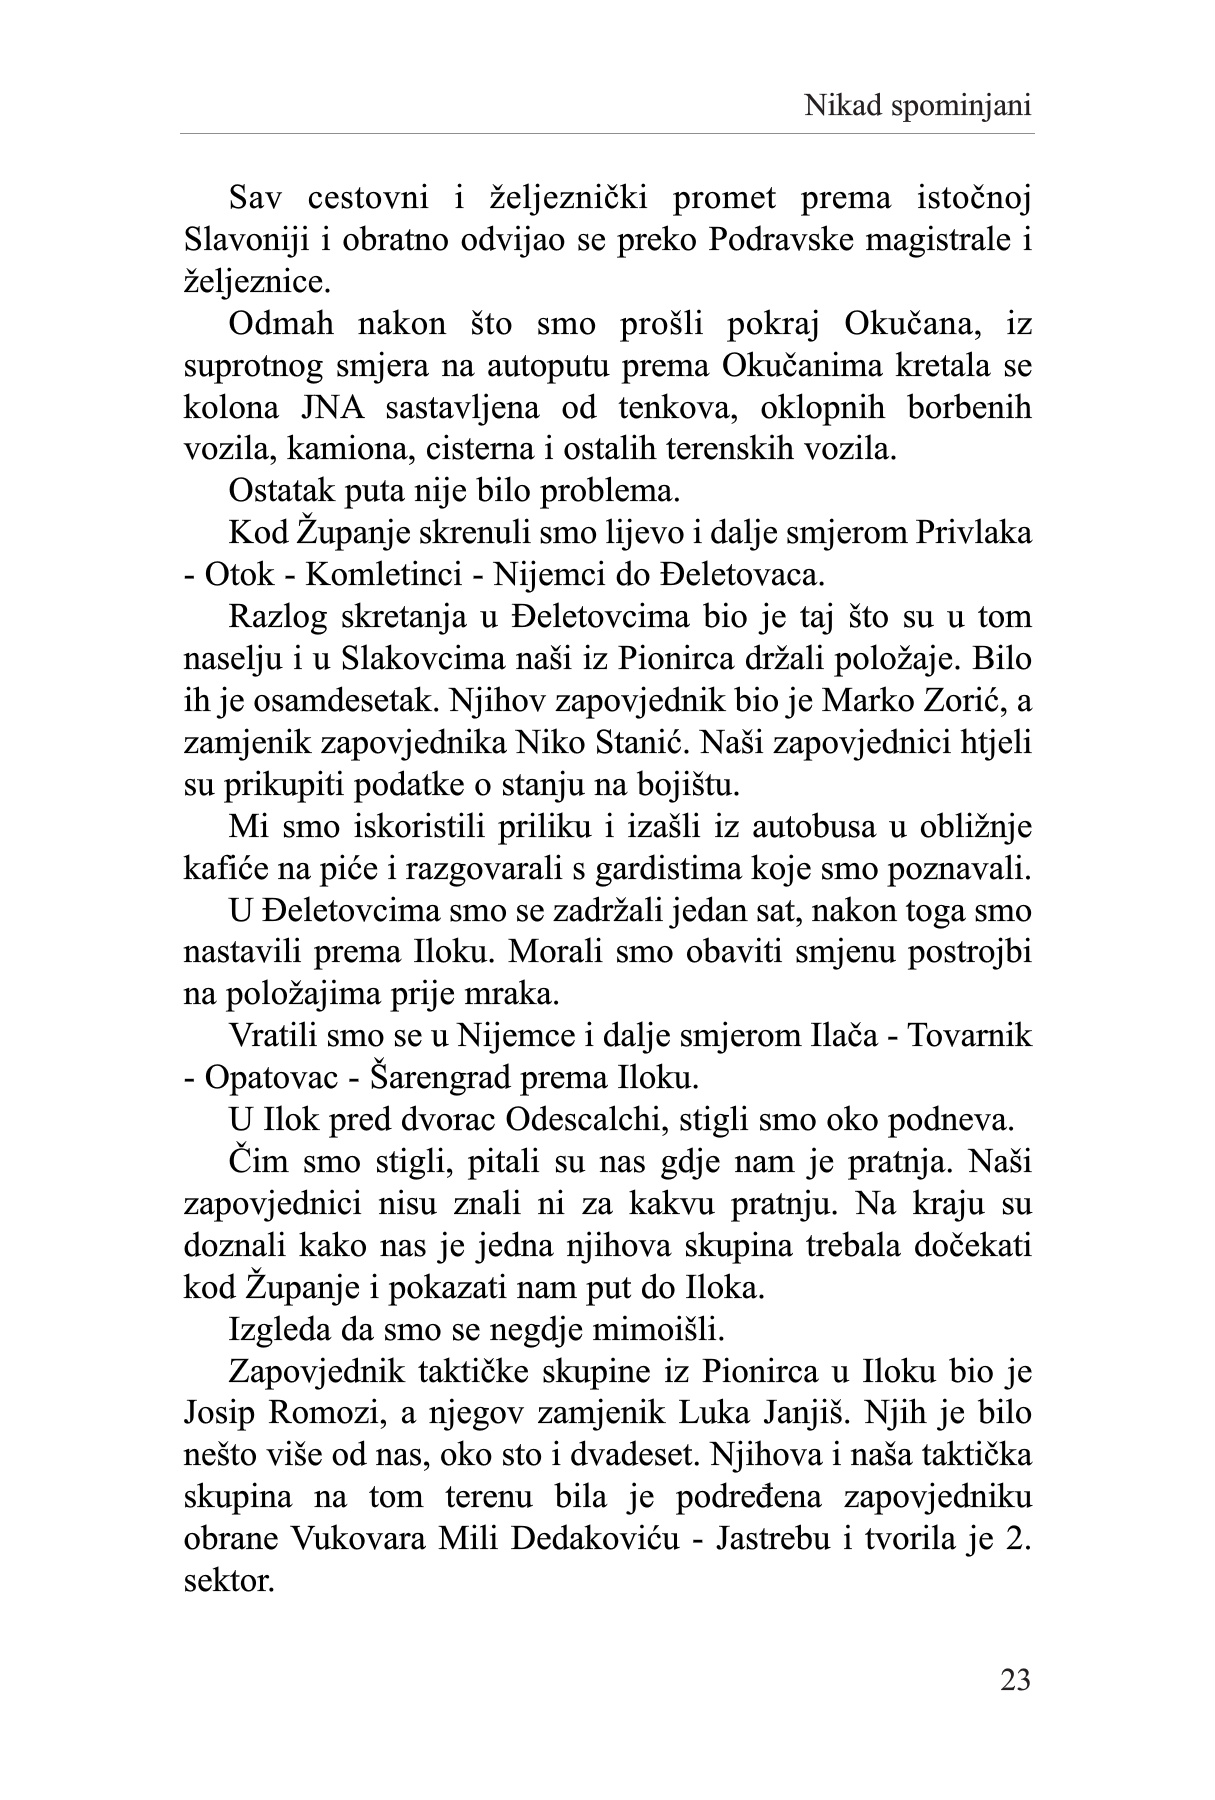 Nikad spominjani
Sav cestovni i željeznički promet prema istočnoj
Slavoniji i obratno odvijao se preko Podravske magistrale i
željeznice.
Odmah nakon što smo prošli pokraj Okučana, iz
suprotnog smjera na autoputu prema Okučanima kretala se
kolona JNA sastavljena od tenkova, oklopnih borbenih
vozila, kamiona, cisterna i ostalih terenskih vozila.
Ostatak puta nije bilo problema.
Kod Županje skrenuli smo lijevo i dalje smjerom Privlaka
- Otok - Komletinci - Nijemci do Đeletovaca.
Razlog skretanja u Đeletovcima bio je taj što su u tom
naselju i u Slakovcima naši iz Pionirca držali položaje. Bilo
ih je osamdesetak. Njihov zapovjednik bio je Marko Zorić, a
zamjenik zapovjednika Niko Stanić. Naši zapovjednici htjeli
su prikupiti podatke o stanju na bojištu.
Mi smo iskoristili priliku i izašli iz autobusa u obližnje
kafiće na piće i razgovarali s gardistima koje smo poznavali.
U Đeletovcima smo se zadržali jedan sat, nakon toga smo
nastavili prema Iloku. Morali smo obaviti smjenu postrojbi
na položajima prije mraka.
Vratili smo se u Nijemce i dalje smjerom Ilača - Tovarnik
- Opatovac - Šarengrad prema Iloku.
U Ilok pred dvorac Odescalchi, stigli smo oko podneva.
Čim smo stigli, pitali su nas gdje nam je pratnja. Naši
zapovjednici nisu znali ni za kakvu pratnju. Na kraju su
doznali kako nas je jedna njihova skupina trebala dočekati
kod Županje i pokazati nam put do Iloka.
Izgleda da smo se negdje mimoišli.
Zapovjednik taktičke skupine iz Pionirca u Iloku bio je
Josip Romozi, a njegov zamjenik Luka Janjiš. Njih je bilo
nešto više od nas, oko sto i dvadeset. Njihova i naša taktička
skupina na tom terenu bila je podređena zapovjedniku
obrane Vukovara Mili Dedakoviću - Jastrebu i tvorila je 2.
sektor.
23